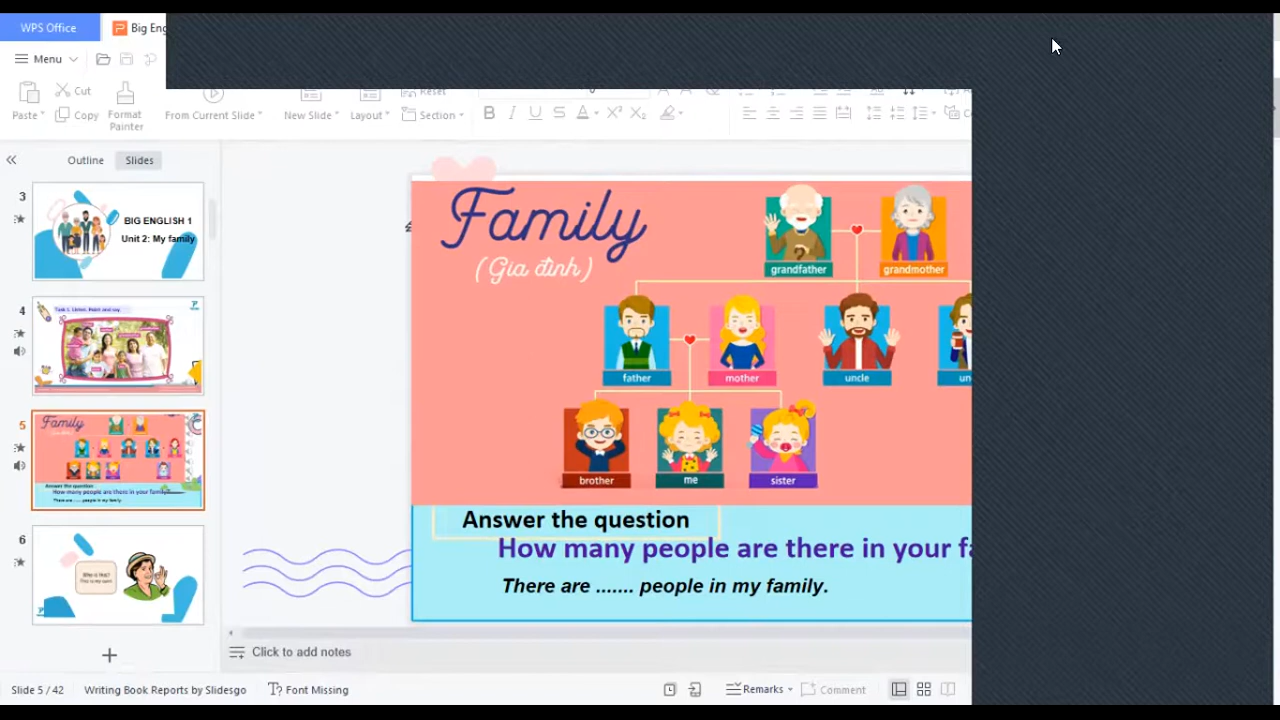 WPS Office
Big Eng
Menu
Cut
Reset
Paste
Copy
Format
Painter
From Current Slide
New Slide
Layout
Section
B I U S A X² X₂
Outline
Slides
3
BIG ENGLISH 1
Unit 2: My family
4
Task 1. Listen. Point and say.
5
Family
Answer the question
How many people are there in your family?
There are ...... people in my family.
6
Who is that?
Family
(Gia đình)
grandfather
grandmother
father
mother
uncle
un
brother
me
sister
Answer the question
How many people are there in your fa
There are ....... people in my family.
Click to add notes
Slide 5 / 42
Writing Book Reports by Slidesgo
Font Missing
Remarks
Comment